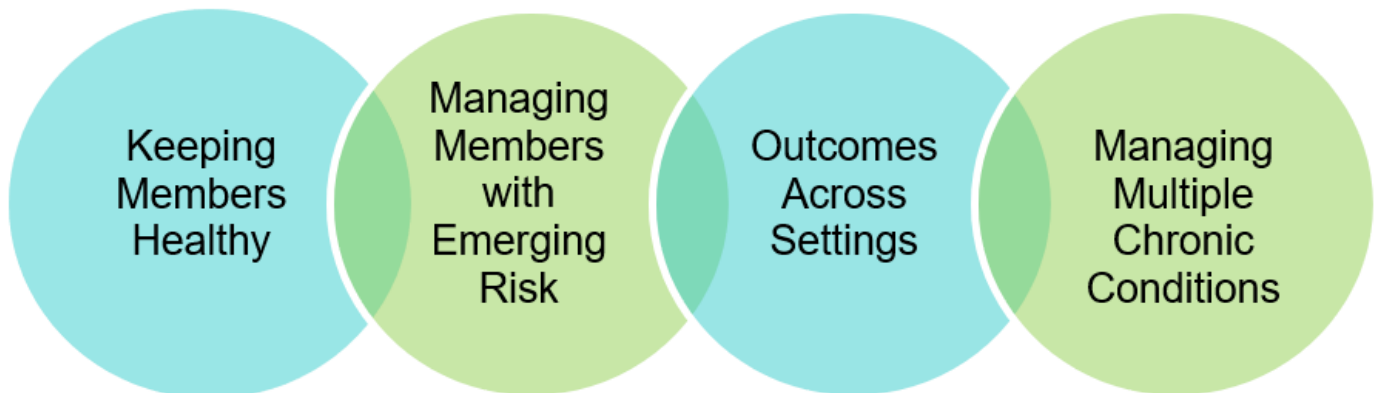 Keeping
Members
Healthy
Managing
Members
with
Emerging
Risk
Outcomes
Across
Settings
Managing
Multiple
Chronic
Conditions